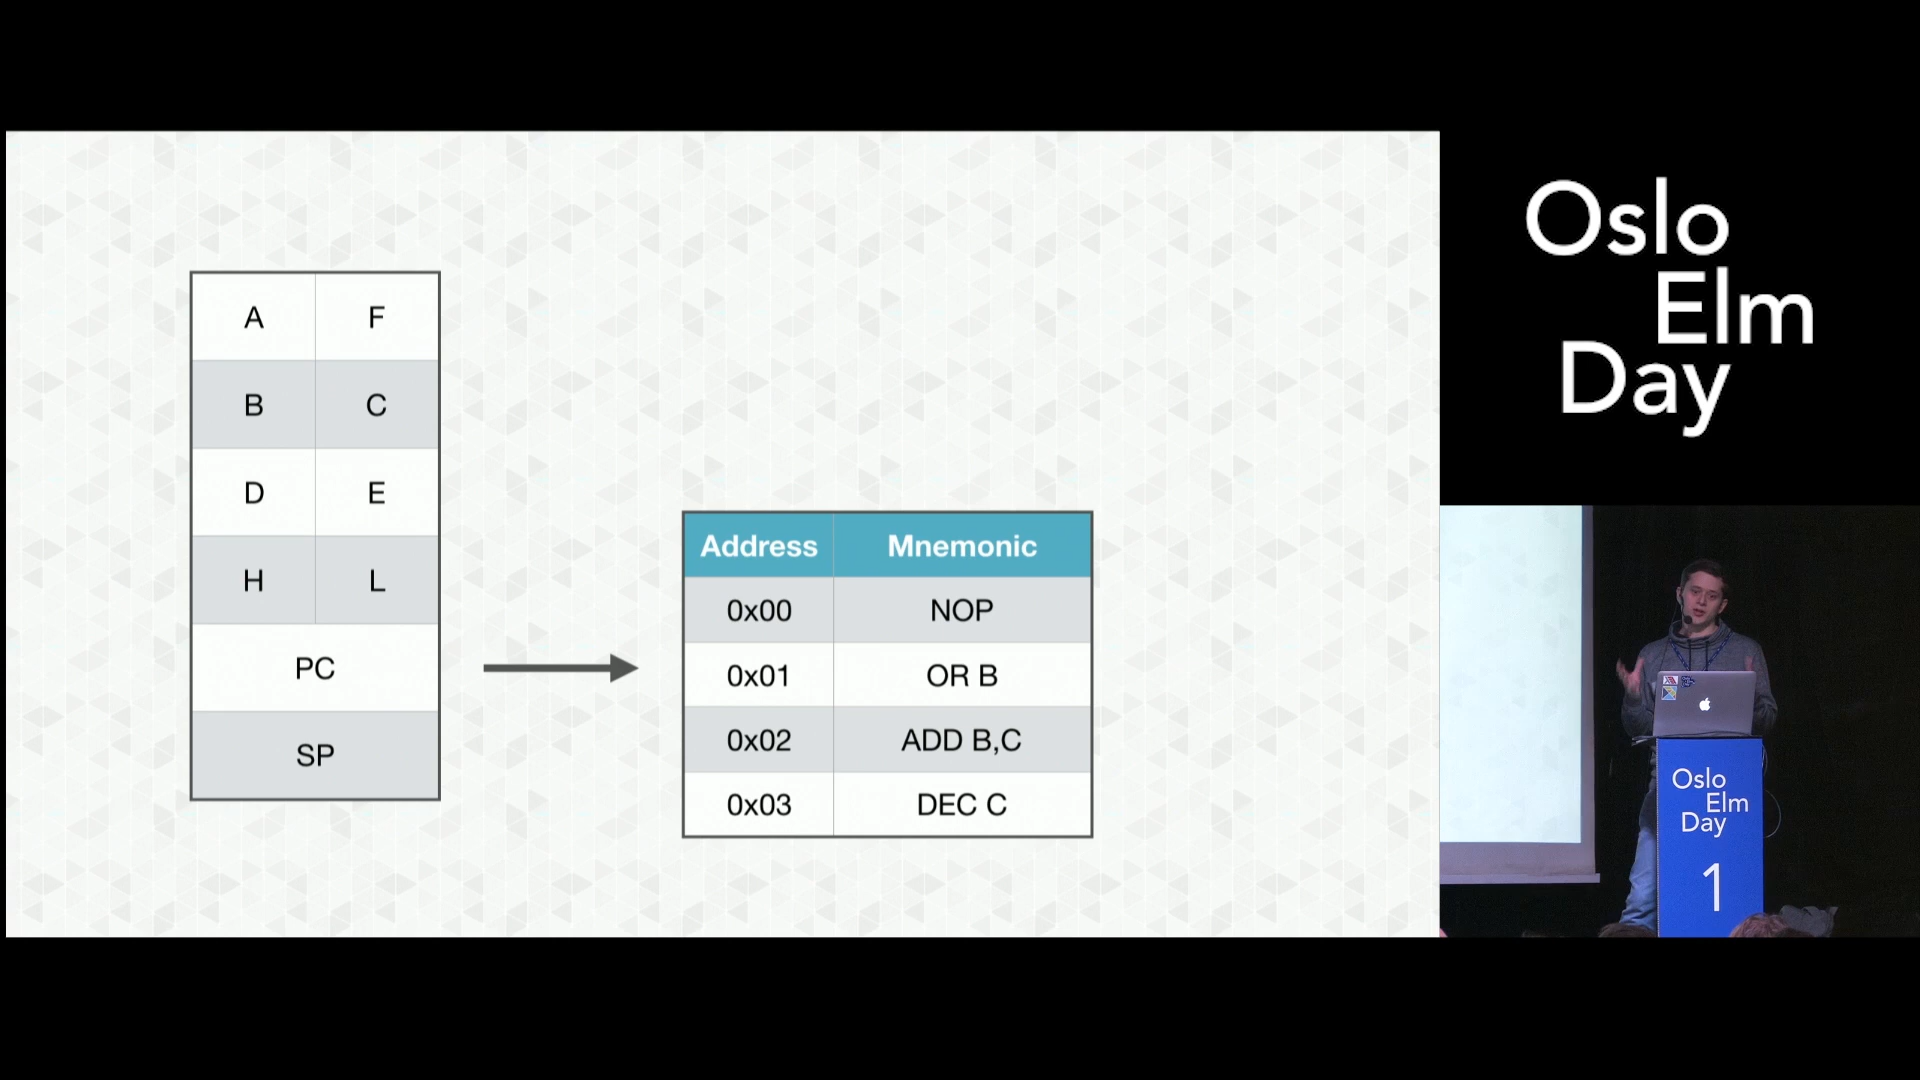 A F
B C
D E
H L
PC
SP
Address Mnemonic
0x00 NOP
0x01 OR B
0x02 ADD B,C
0x03 DEC C
Oslo
Elm
Day
Oslo
Elm
Day
1